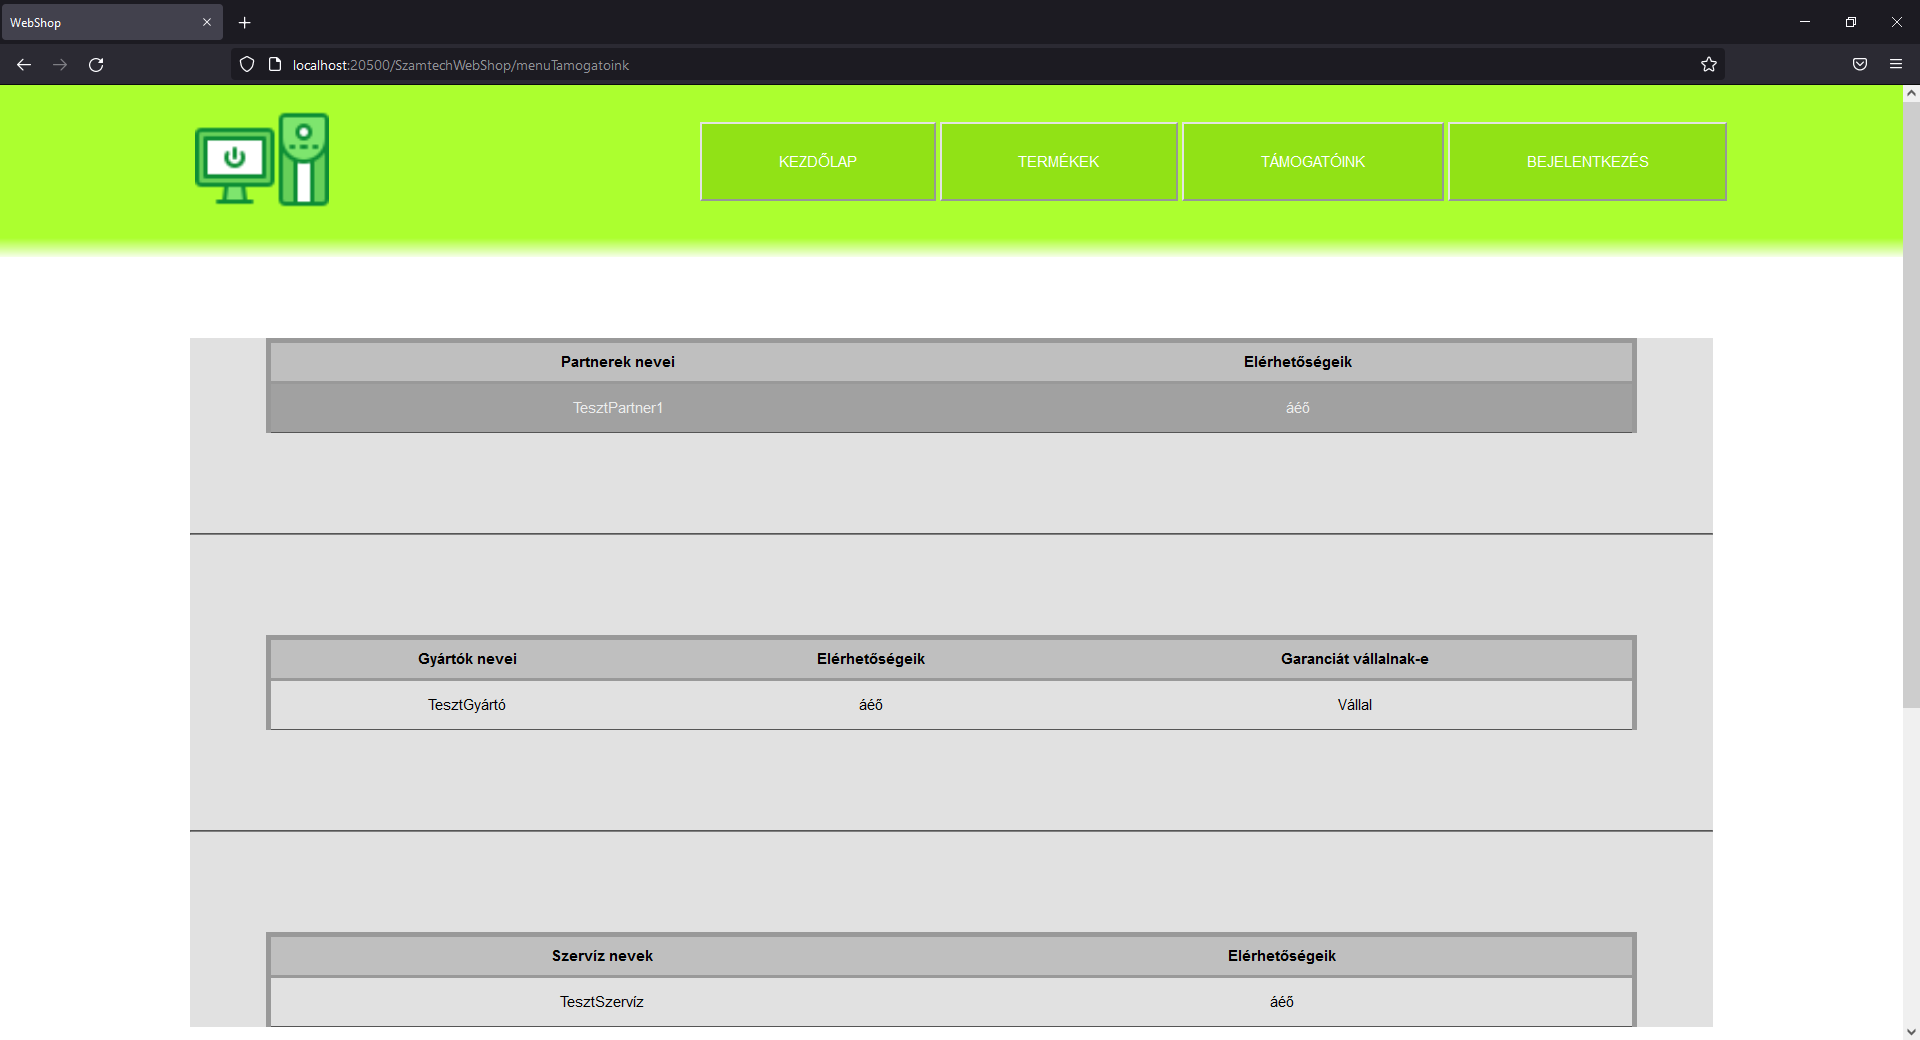 WebShop
localhost:20500/SzamtechWebShop/menuTamogatoink
KEZDŐLAP TERMÉKEK TÁMOGATÓINK BEJELENTKEZÉS
Partnerek nevei Elérhetőségeik
TesztPartner1 áéő
Gyártók nevei Elérhetőségeik Garanciát vállalnak-e
TesztGyártó áéő Vállal
Szervíz nevek Elérhetőségeik
TesztSzervíz áéő